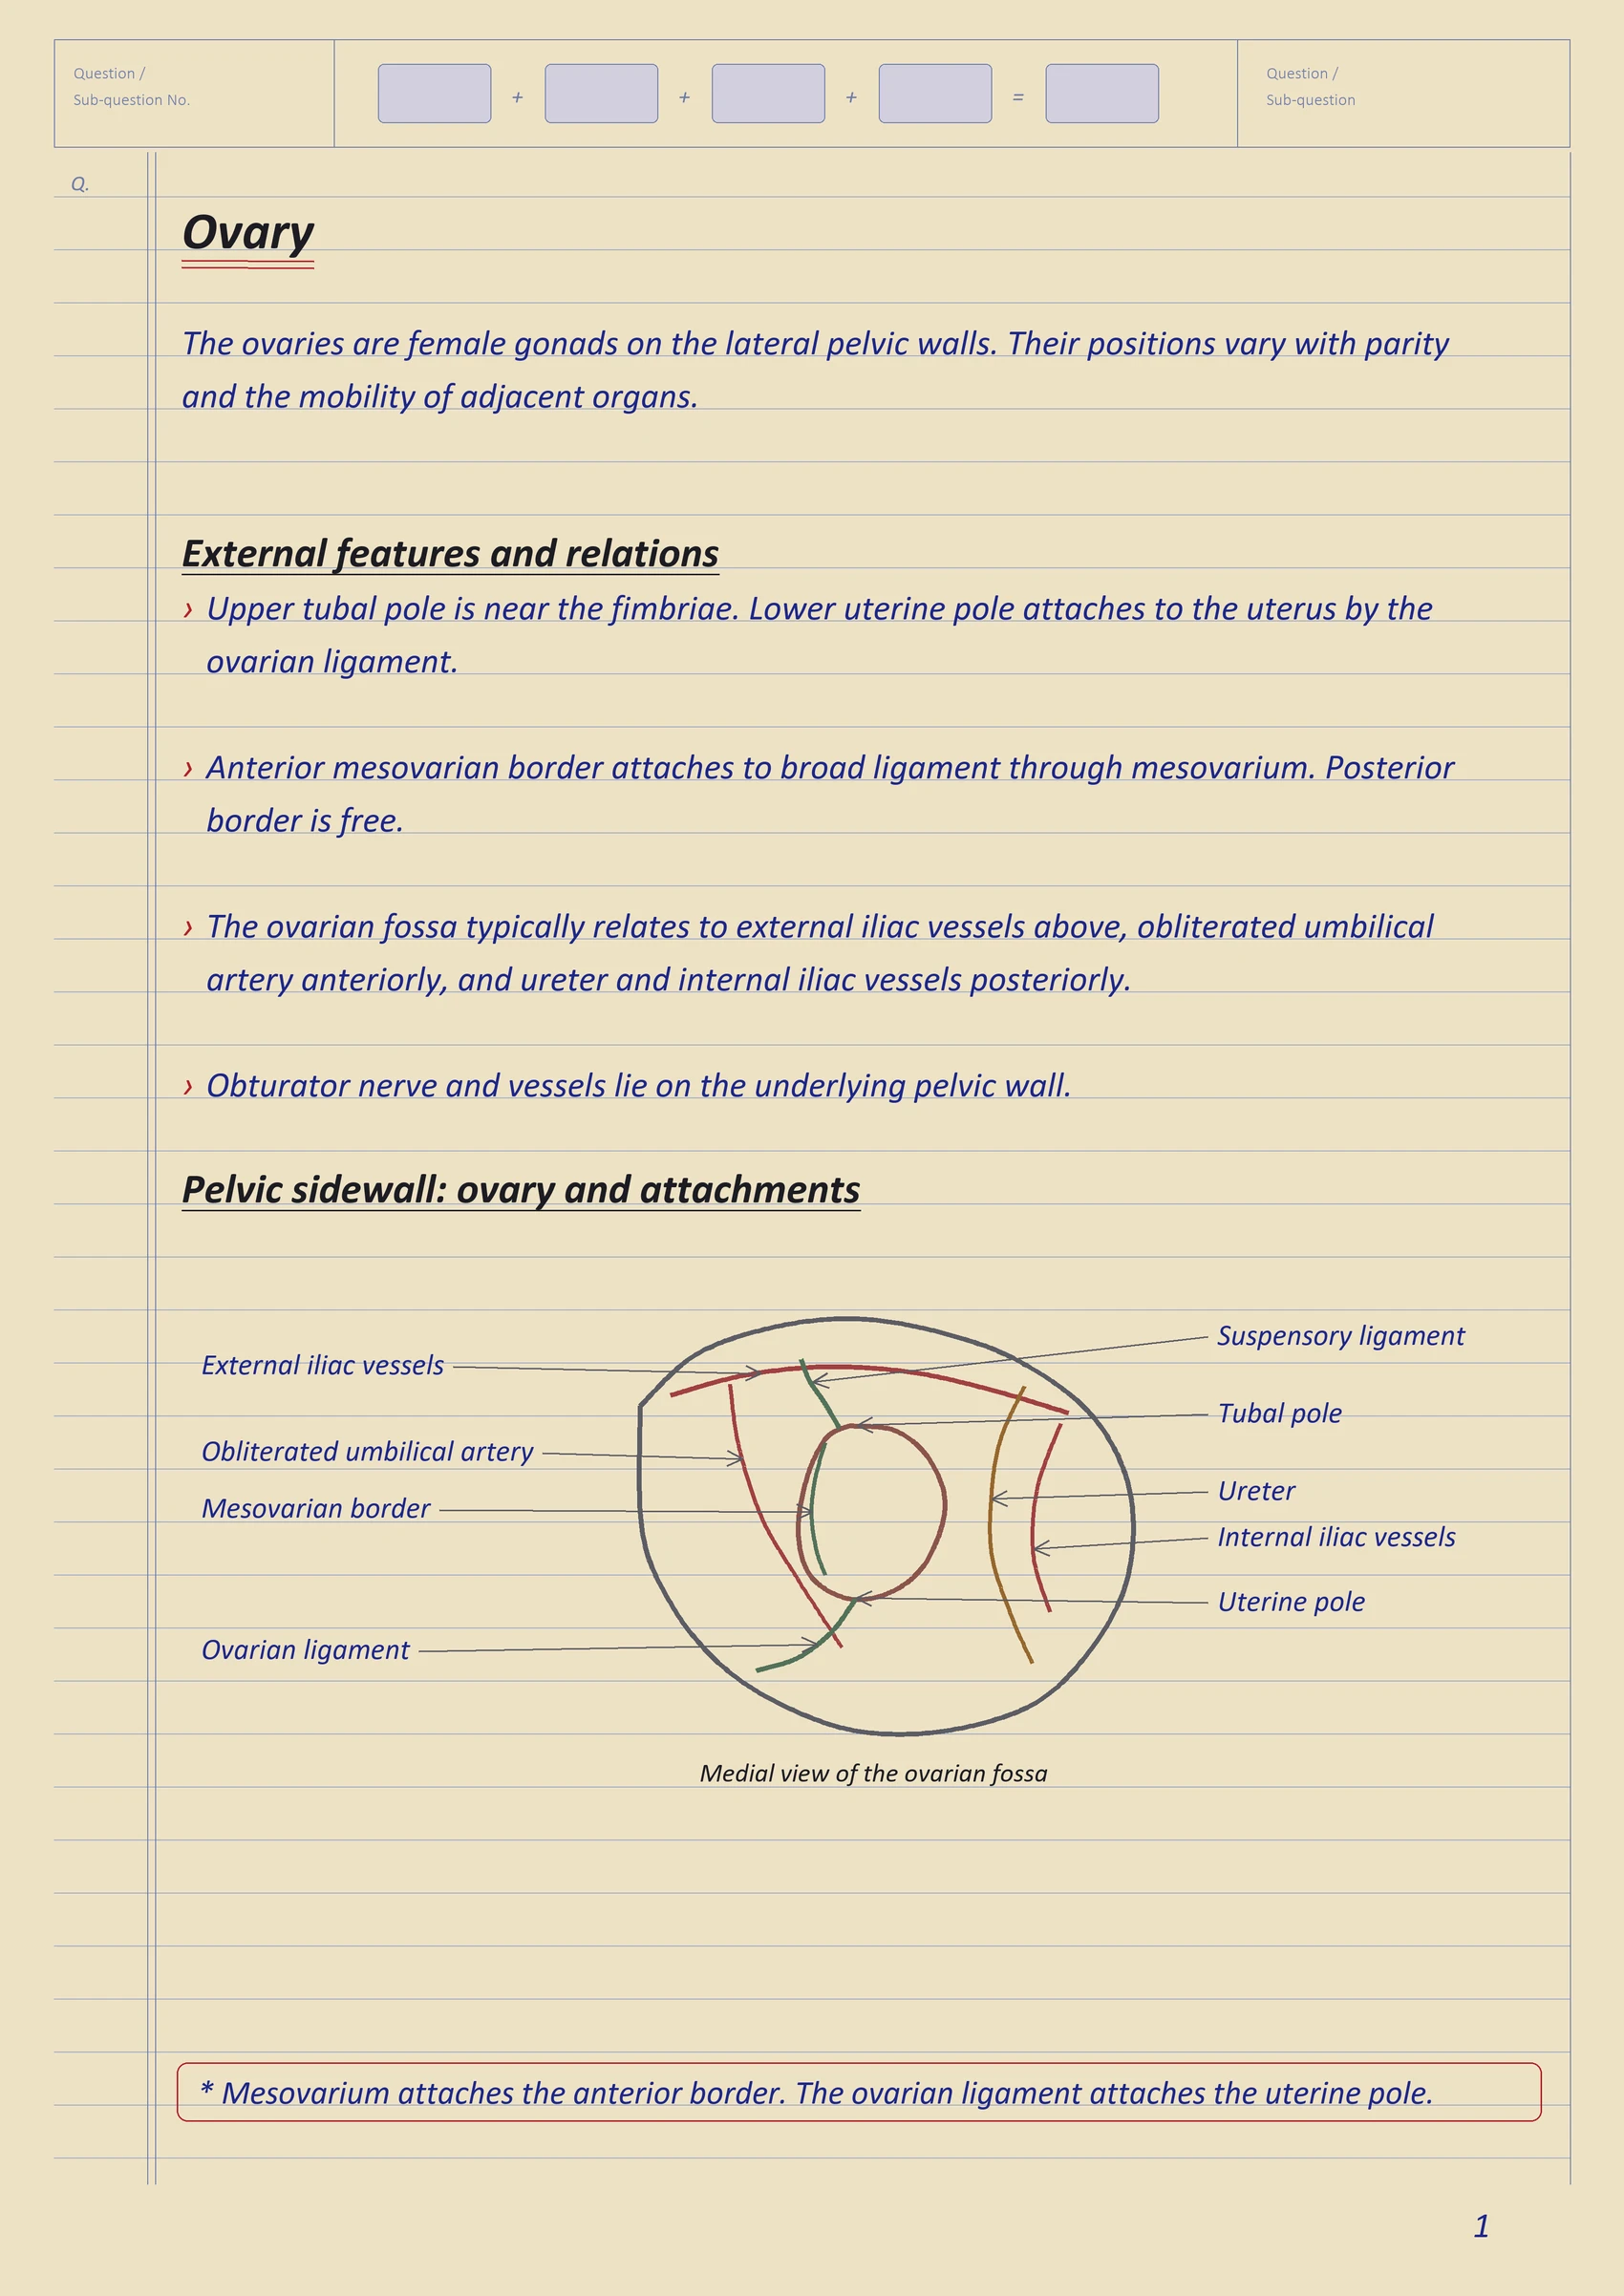 Question /
Sub-question No.
+ + + =
Question /
Sub-question
Q.
Ovary
The ovaries are female gonads on the lateral pelvic walls. Their positions vary with parity
and the mobility of adjacent organs.
External features and relations
› Upper tubal pole is near the fimbriae. Lower uterine pole attaches to the uterus by the
ovarian ligament.
› Anterior mesovarian border attaches to broad ligament through mesovarium. Posterior
border is free.
› The ovarian fossa typically relates to external iliac vessels above, obliterated umbilical
artery anteriorly, and ureter and internal iliac vessels posteriorly.
› Obturator nerve and vessels lie on the underlying pelvic wall.
Pelvic sidewall: ovary and attachments
External iliac vessels
Obliterated umbilical artery
Mesovarian border
Ovarian ligament
Suspensory ligament
Tubal pole
Ureter
Internal iliac vessels
Uterine pole
Medial view of the ovarian fossa
* Mesovarium attaches the anterior border. The ovarian ligament attaches the uterine pole.
1